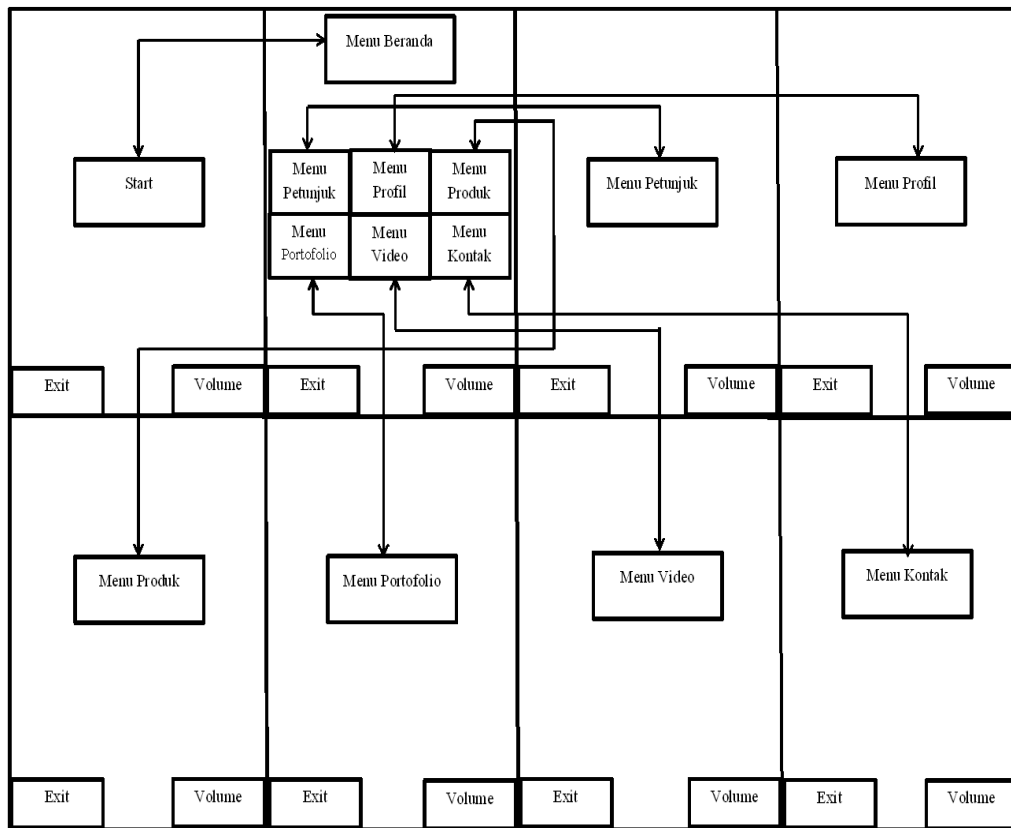 Menu Beranda
Start
Menu
Petunjuk
Menu
Profil
Menu
Produk
Menu
Portofolio
Menu
Video
Menu
Kontak
Menu Petunjuk
Menu Profil
Exit
Volume
Exit
Volume
Exit
Volume
Exit
Volume
Menu Produk
Menu Portofolio
Menu Video
Menu Kontak
Exit
Volume
Exit
Volume
Exit
Volume
Exit
Volume